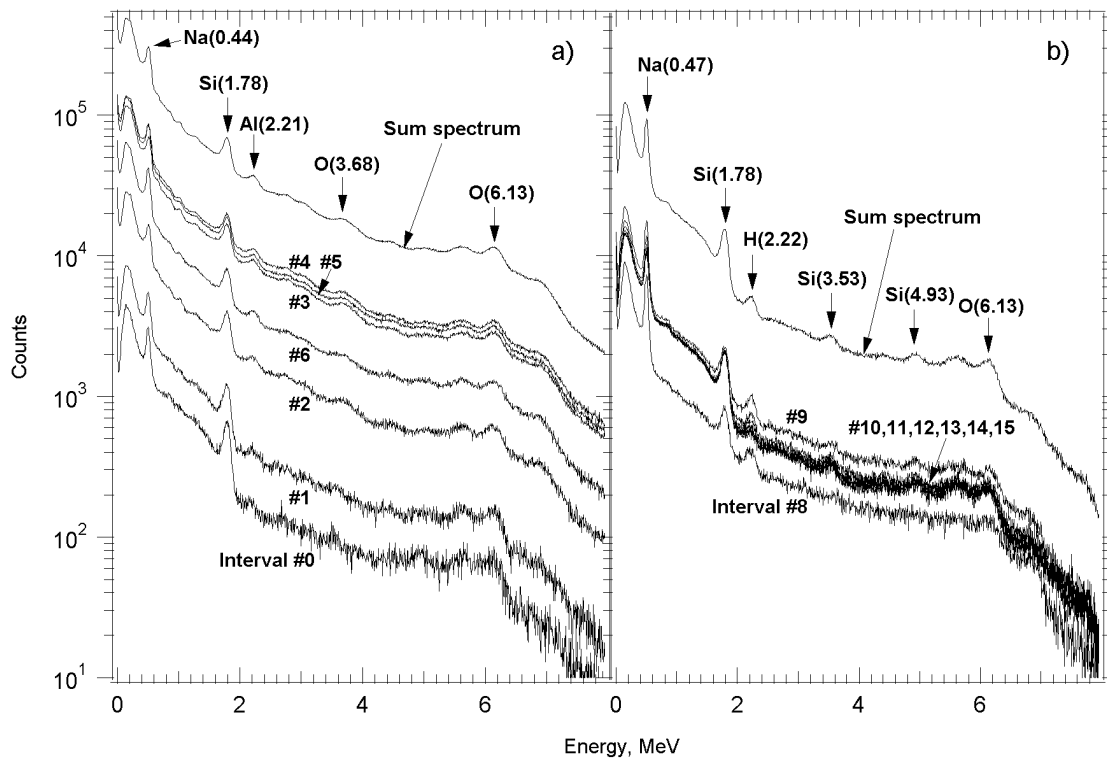 a)
b)
Na(0.44)
Si(1.78)
Al(2.21)
Sum spectrum
O(3.68)
O(6.13)
#4 #5
#3
#6
#2
#1
Interval #0
Na(0.47)
Si(1.78)
H(2.22)
Sum spectrum
Si(3.53)
Si(4.93)
O(6.13)
#9
#10,11,12,13,14,15
Interval #8
Counts
10^5
10^4
10^3
10^2
10^1
0 2 4 6 0 2 4 6
Energy, MeV